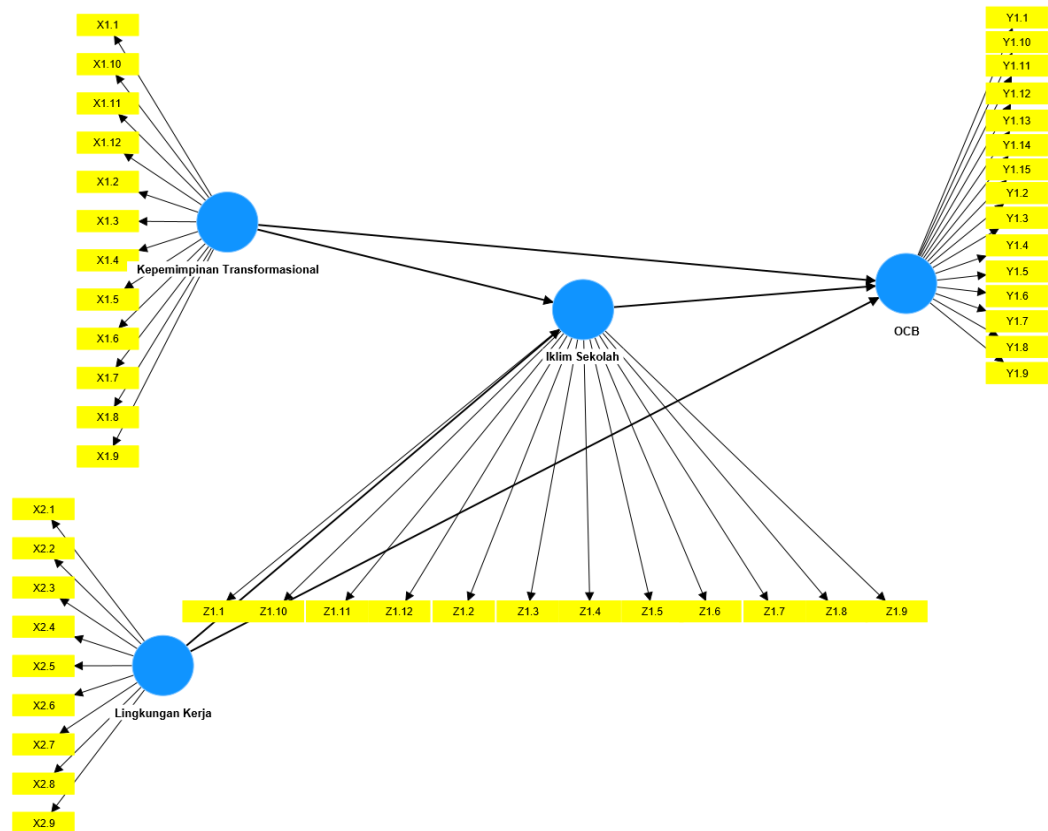 X1.1
X1.10
X1.11
X1.12
X1.2
X1.3
X1.4
X1.5
X1.6
X1.7
X1.8
X1.9
Kepemimpinan Transformasional
X2.1
X2.2
X2.3
X2.4
X2.5
X2.6
X2.7
X2.8
X2.9
Lingkungan Kerja
Iklim Sekolah
Z1.1 Z1.10 Z1.11 Z1.12 Z1.2 Z1.3 Z1.4 Z1.5 Z1.6 Z1.7 Z1.8 Z1.9
OCB
Y1.1
Y1.10
Y1.11
Y1.12
Y1.13
Y1.14
Y1.15
Y1.2
Y1.3
Y1.4
Y1.5
Y1.6
Y1.7
Y1.8
Y1.9